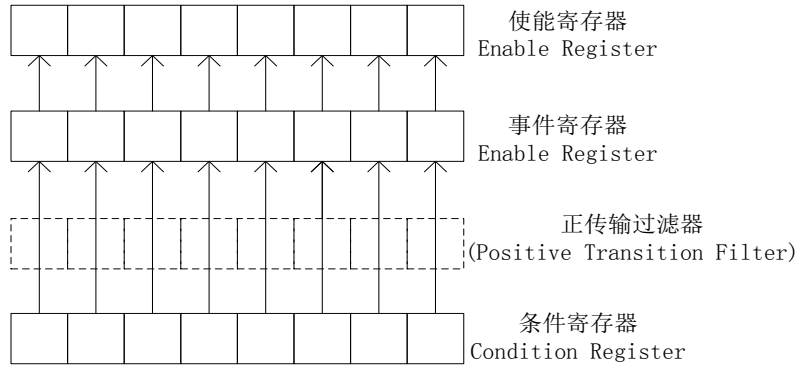 使能寄存器
Enable Register
事件寄存器
Enable Register
正传输过滤器
(Positive Transition Filter)
条件寄存器
Condition Register